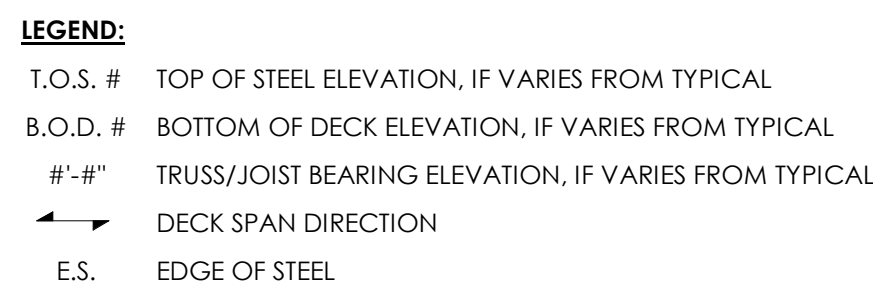 LEGEND:
T.O.S. # TOP OF STEEL ELEVATION, IF VARIES FROM TYPICAL
B.O.D. # BOTTOM OF DECK ELEVATION, IF VARIES FROM TYPICAL
#'-#" TRUSS/JOIST BEARING ELEVATION, IF VARIES FROM TYPICAL
DECK SPAN DIRECTION
E.S. EDGE OF STEEL